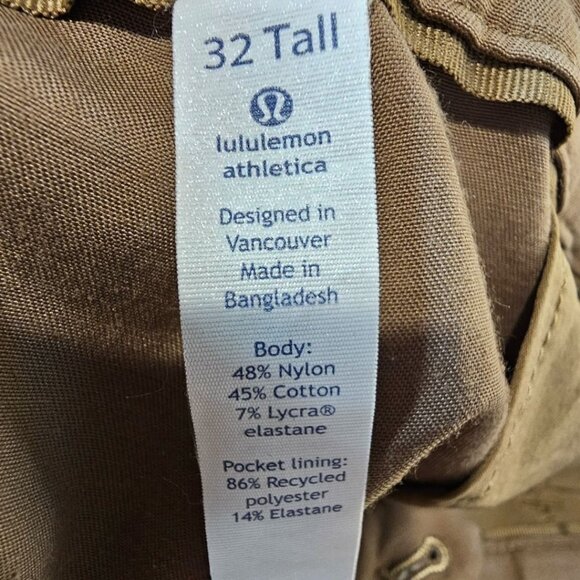 32 Tall
lululemon
athletica
Designed in
Vancouver
Made in
Bangladesh
Body:
48% Nylon
45% Cotton
7% Lycra®
elastane
Pocket lining:
86% Recycled
polyester
14% Elastane